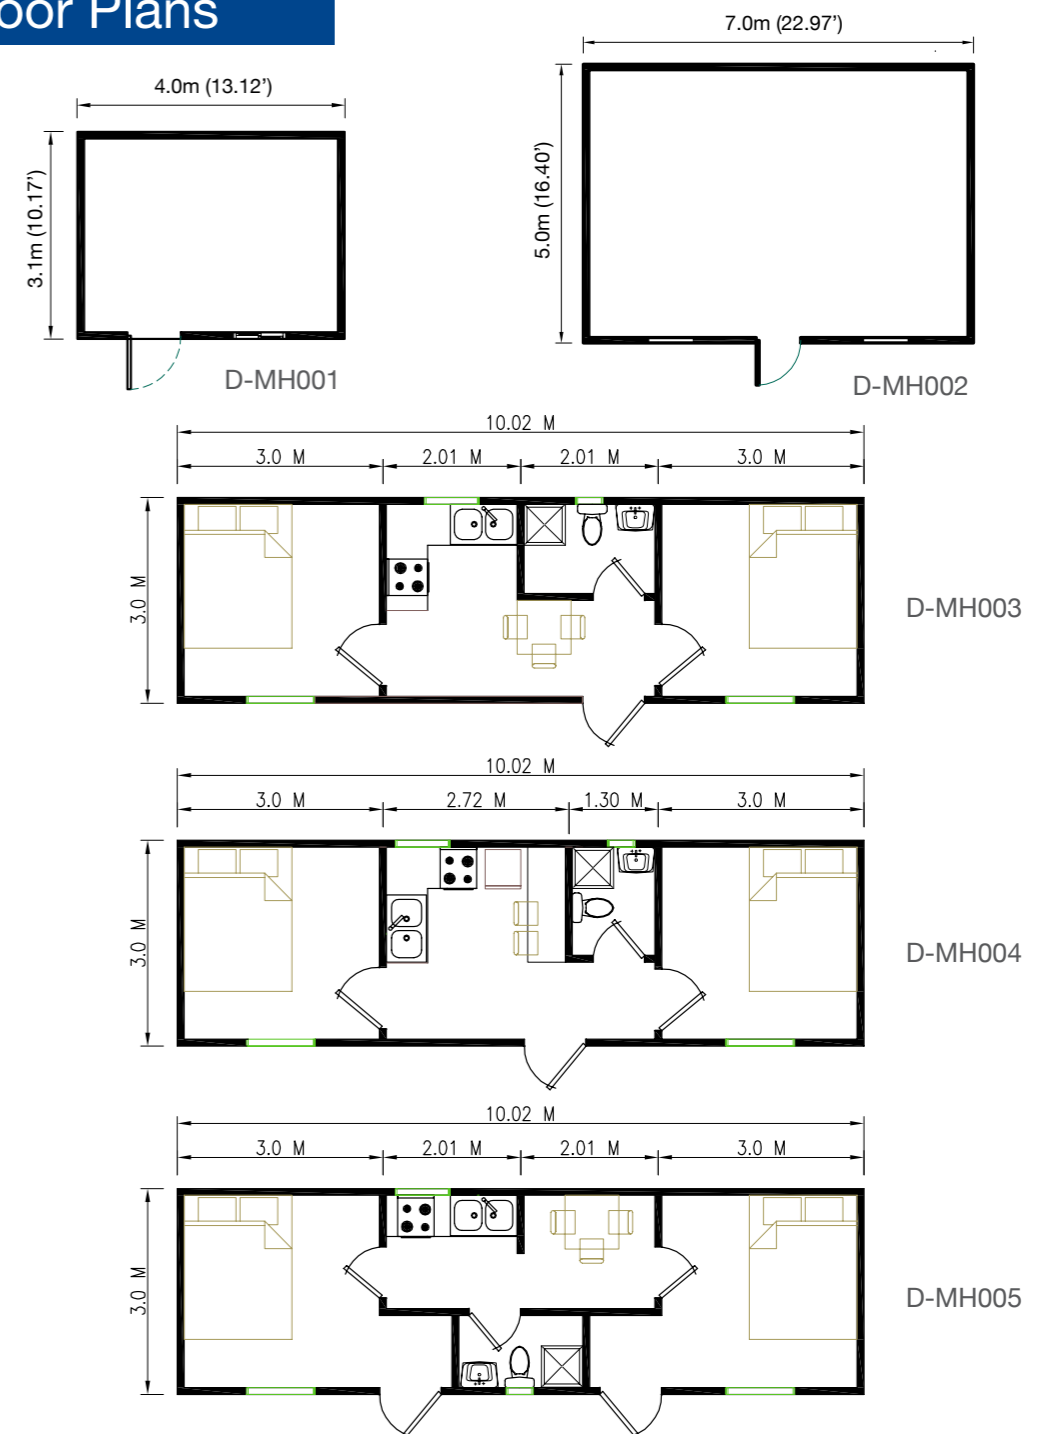 oor Plans
7.0m (22.97')
4.0m (13.12')
3.1m (10.17')
5.0m (16.40')
D-MH001
D-MH002
10.02 M
3.0 M
2.01 M
2.01 M
3.0 M
3.0 M
D-MH003
10.02 M
3.0 M
2.72 M
1.30 M
3.0 M
3.0 M
D-MH004
10.02 M
3.0 M
2.01 M
2.01 M
3.0 M
3.0 M
D-MH005